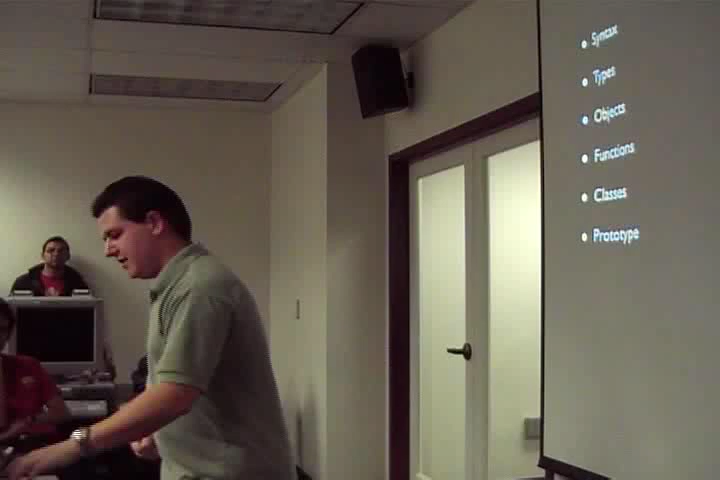 • Syntax
• Types
• Objects
• Functions
• Classes
• Prototype